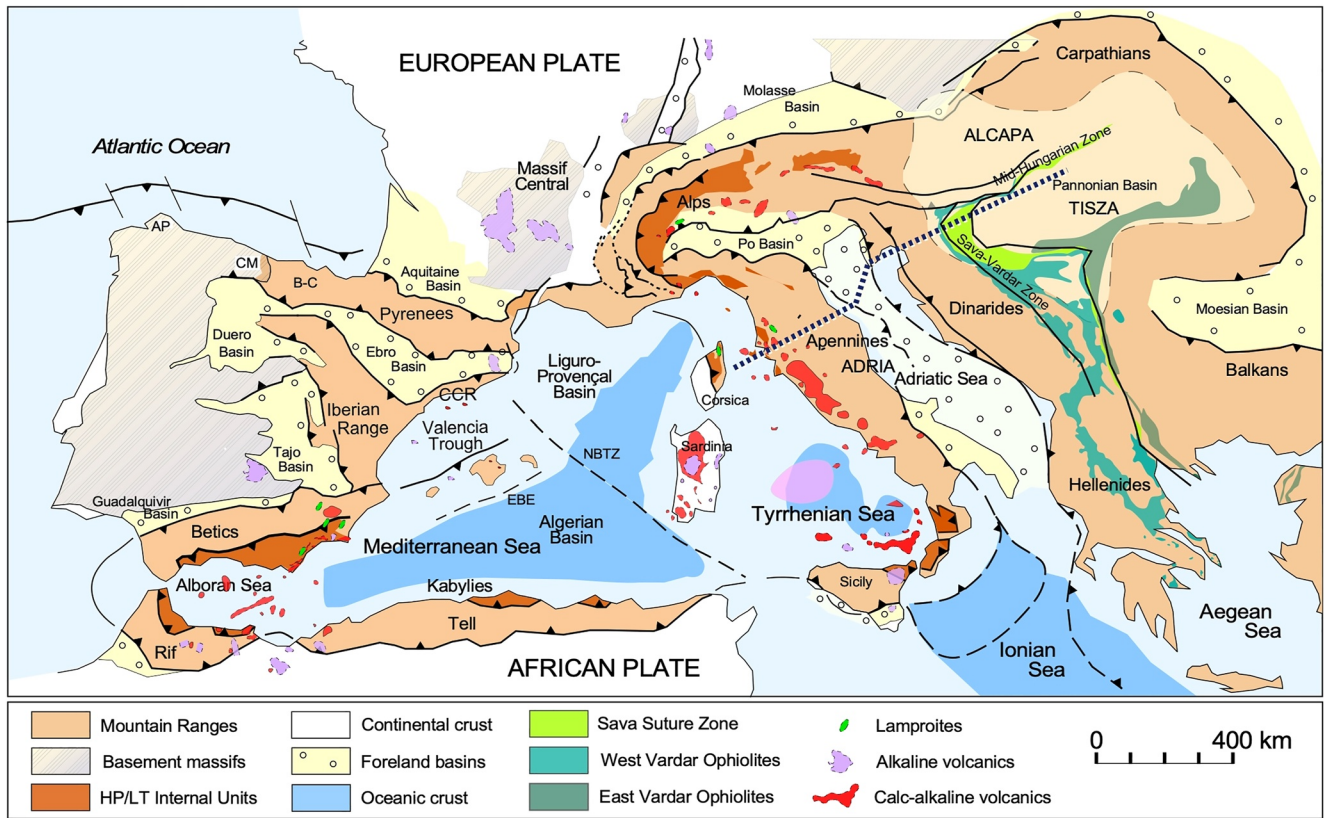 EUROPEAN PLATE
Carpathians
Molasse
Basin
Atlantic Ocean
ALCAPA
Mid-Hungarian Zone
Massif
Central
Pannonian Basin
TISZA
Alps
AP
Po Basin
Sava-Vardar Zone
CM
B-C
Aquitaine
Basin
Pyrenees
Dinarides
Moesian Basin
Duero
Basin
Ebro
Basin
Liguro-
Provençal
Basin
Apennines
ADRIA
Adriatic Sea
Balkans
CCR
Corsica
Iberian
Range
Valencia
Trough
Sardinia
Tajo
Basin
NBTZ
Hellenides
Guadalquivir
Basin
EBE
Tyrrhenian Sea
Betics
Algerian
Basin
Mediterranean Sea
Alboran Sea
Kabylies
Sicily
Aegean
Sea
Tell
Rif
Ionian
Sea
AFRICAN PLATE
Mountain Ranges
Continental crust
Sava Suture Zone
Lamproites
0 400 km
Basement massifs
Foreland basins
West Vardar Ophiolites
Alkaline volcanics
HP/LT Internal Units
Oceanic crust
East Vardar Ophiolites
Calc-alkaline volcanics